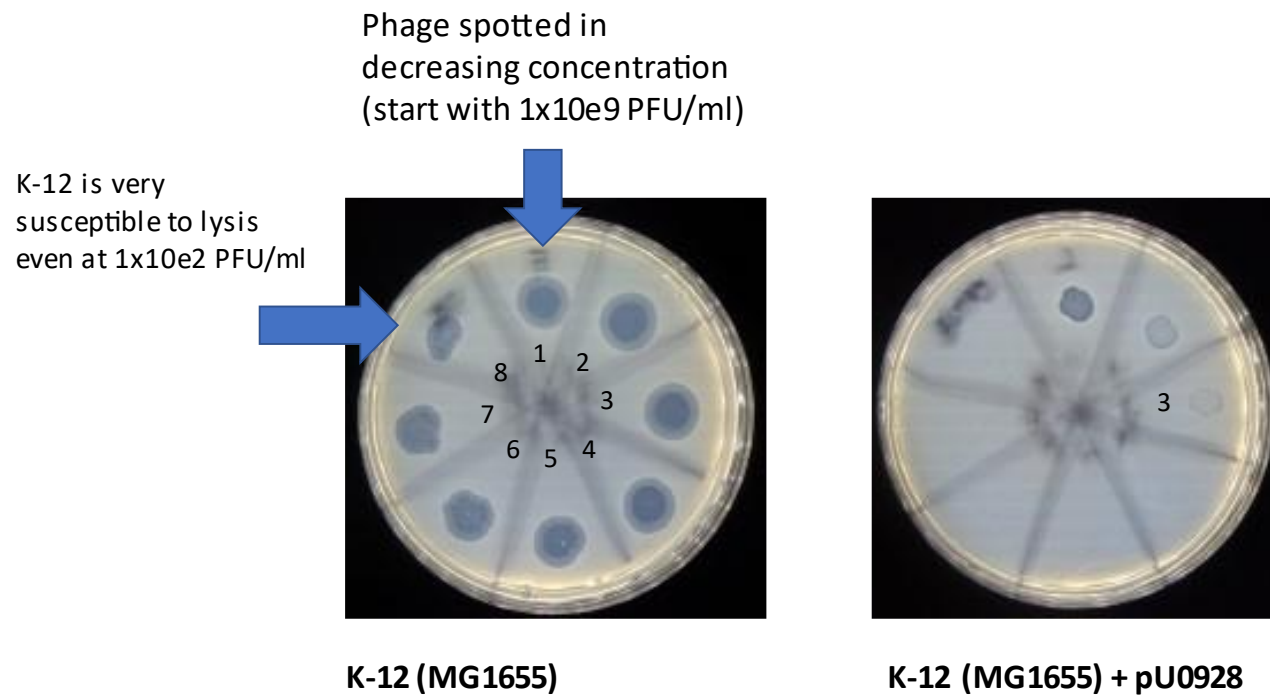 Phage spotted in
decreasing concentration
(start with 1x10e9 PFU/ml)
K-12 is very
susceptible to lysis
even at 1x10e2 PFU/ml
1
2
3
4
5
6
7
8
3
K-12 (MG1655)
K-12 (MG1655) + pU0928